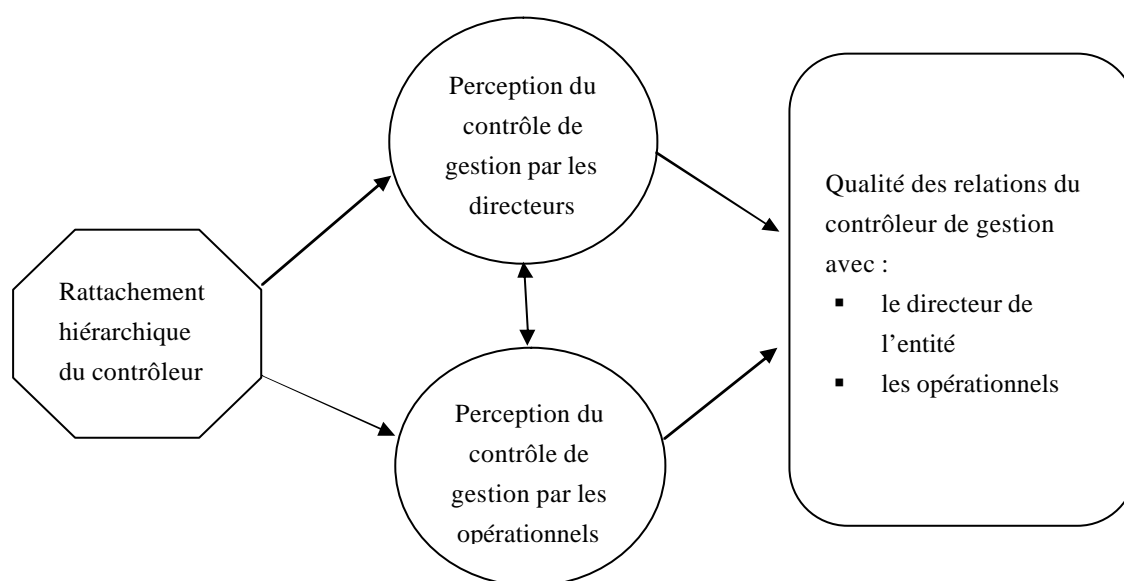 Rattachement
hiérarchique
du contrôleur
Perception du
contrôle de
gestion par les
directeurs
Perception du
contrôle de
gestion par les
opérationnels
Qualité des relations du
contrôleur de gestion
avec :
▪ le directeur de
l’entité
▪ les opérationnels